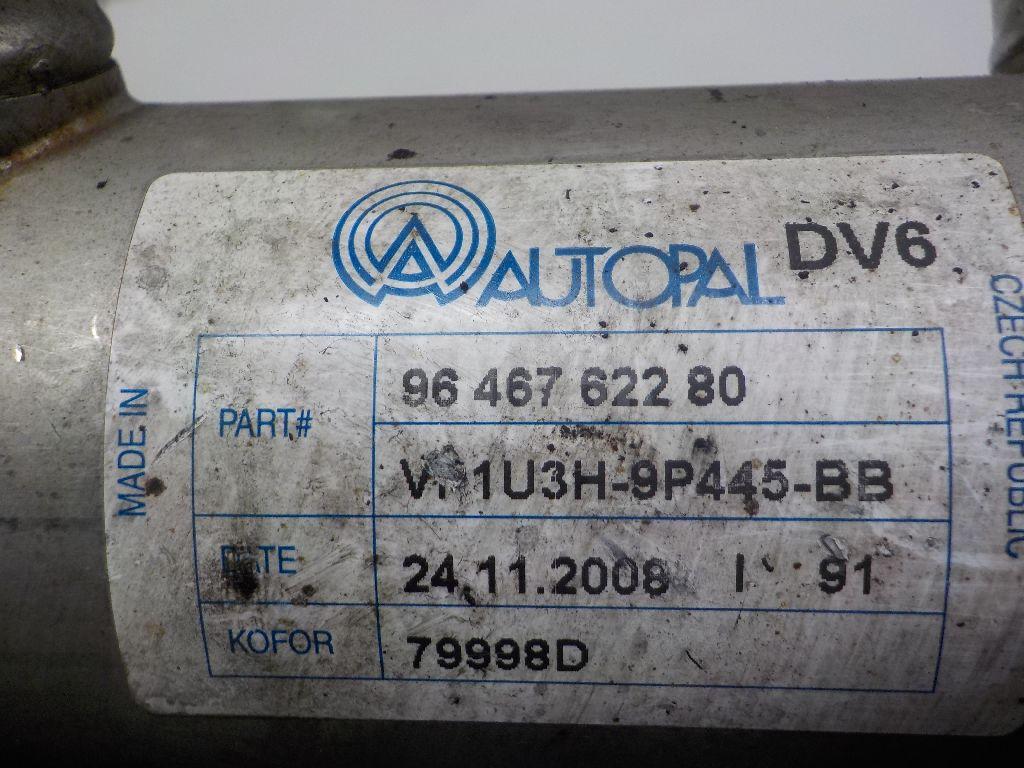 AUTOPAL DV6
MADE IN
CZECH REPUBLIC
PART#
96 467 622 80
1U3H-9P445-BB
DATE
24.11.2008 I 91
KOFOR
79998D